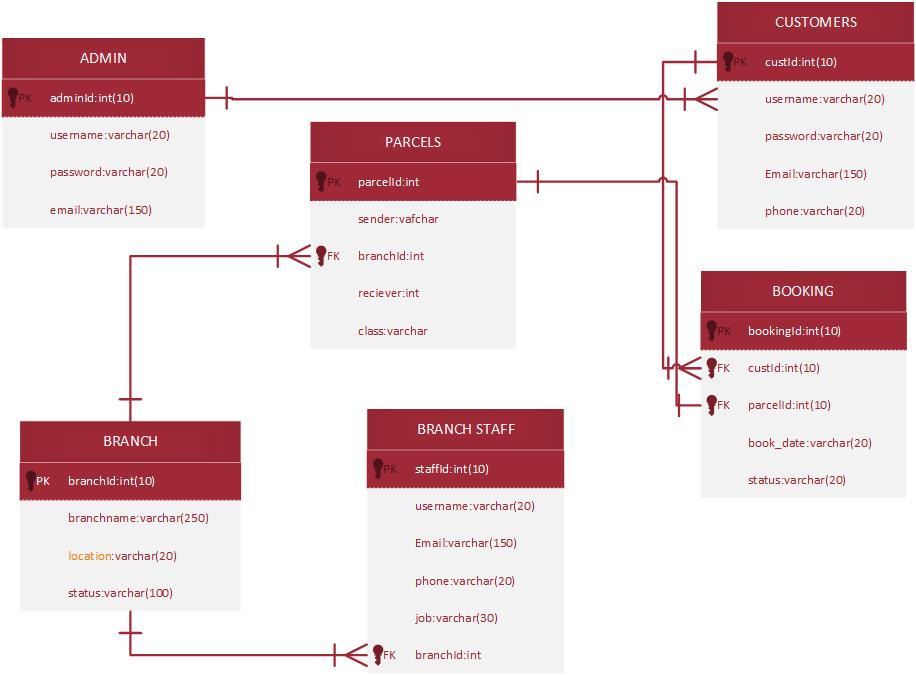 ADMIN
PK adminId:int(10)
username:varchar(20)
password:varchar(20)
email:varchar(150)
CUSTOMERS
PK custId:int(10)
username:varchar(20)
password:varchar(20)
Email:varchar(150)
phone:varchar(20)
PARCELS
PK parcelId:int
sender:vafchar
FK branchId:int
reciever:int
class:varchar
BOOKING
PK bookingId:int(10)
FK custId:int(10)
FK parcelId:int(10)
book_date:varchar(20)
status:varchar(20)
BRANCH
PK branchId:int(10)
branchname:varchar(250)
location:varchar(20)
status:varchar(100)
BRANCH STAFF
PK staffId:int(10)
username:varchar(20)
Email:varchar(150)
phone:varchar(20)
job:varchar(30)
FK branchId:int